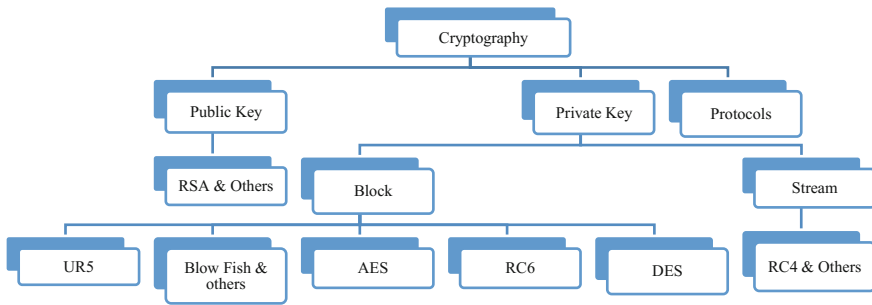 Cryptography
Public Key
Private Key
Protocols
RSA & Others
Block
Stream
UR5
Blow Fish &
others
AES
RC6
DES
RC4 & Others